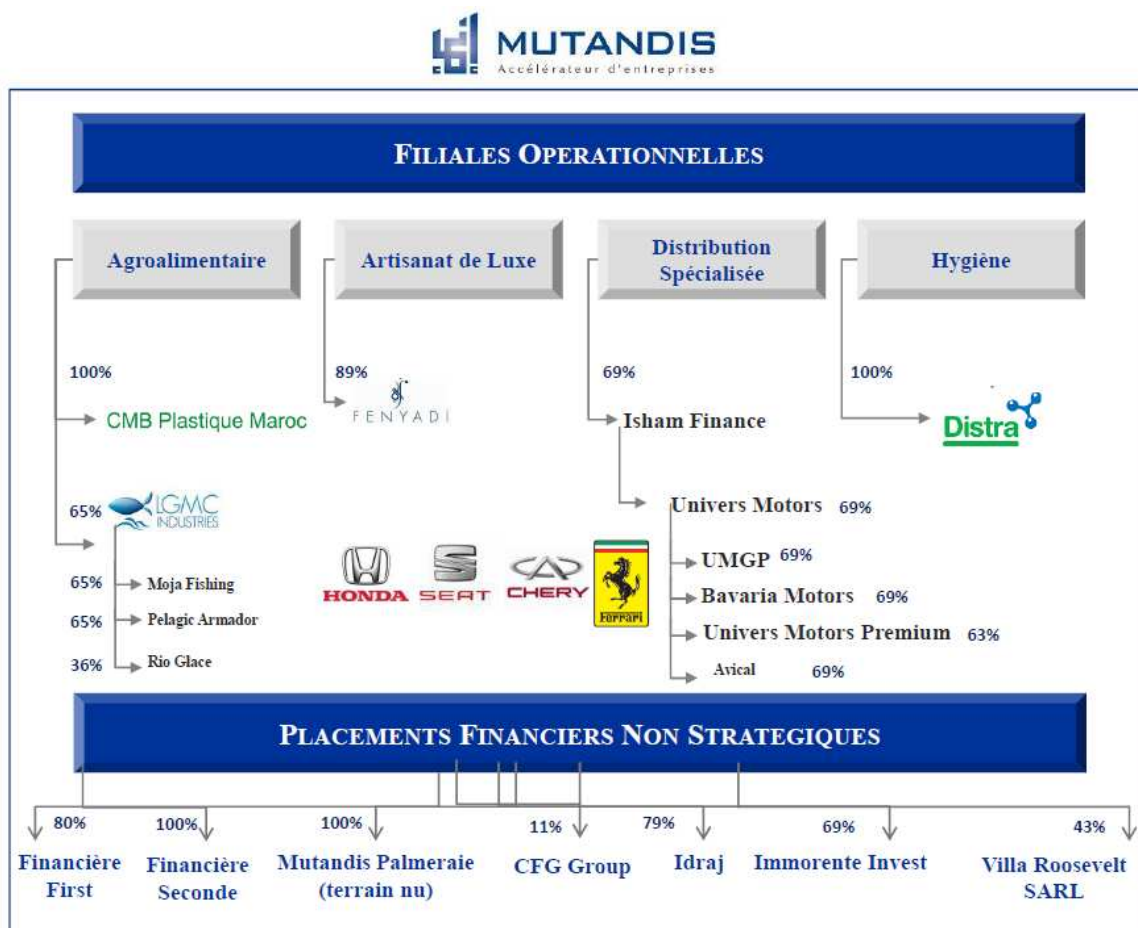 MUTANDIS
Accélérateur d'entreprises
FILIALES OPERATIONNELLES
Agroalimentaire
Artisanat de Luxe
Distribution
Spécialisée
Hygiène
100%
89%
69%
100%
CMB Plastique Maroc
FENYADI
Isham Finance
Distra
65%
LGMC
INDUSTRIES
Univers Motors 69%
65%
Moja Fishing
65%
Pelagic Armador
36%
Rio Glace
HONDA
SEAT
CHERY
Ferrari
UMGP 69%
Bavaria Motors 69%
Univers Motors Premium 63%
Avical 69%
PLACEMENTS FINANCIERS NON STRATEGIQUES
80%
Financière
First
100%
Financière
Seconde
100%
Mutandis Palmeraie
(terrain nu)
11%
CFG Group
79%
Idraj
69%
Immorente Invest
43%
Villa Roosevelt
SARL